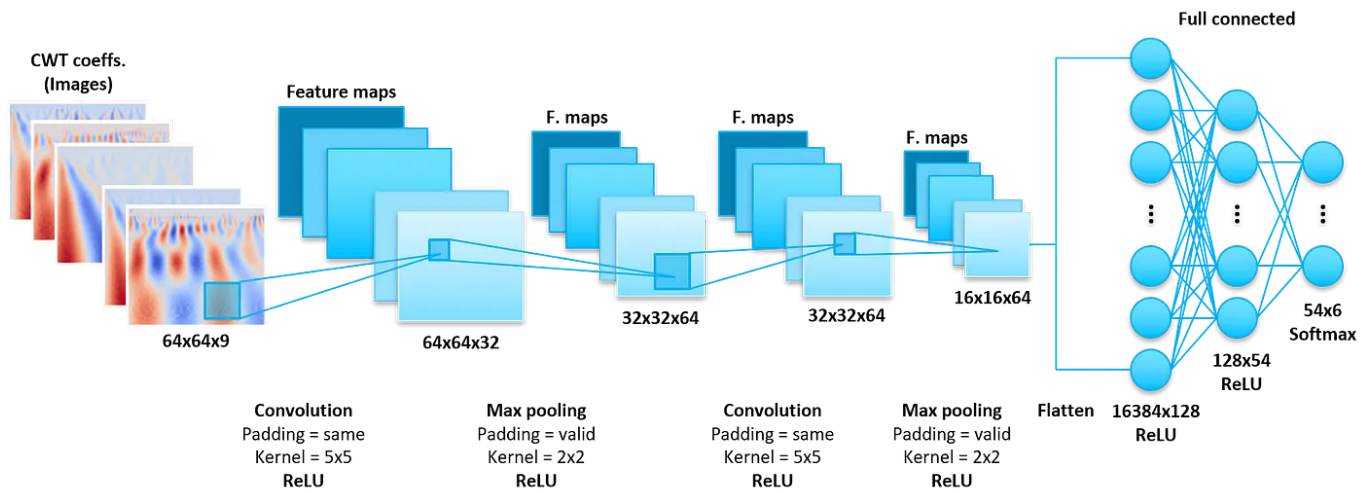 Full connected
CWT coeffs.
(Images)
Feature maps
F. maps
F. maps
F. maps
64x64x9
64x64x32
32x32x64
32x32x64
16x16x64
54x6
Softmax
128x54
ReLU
Convolution
Padding = same
Kernel = 5x5
ReLU
Max pooling
Padding = valid
Kernel = 2x2
ReLU
Convolution
Padding = same
Kernel = 5x5
ReLU
Max pooling
Padding = valid
Kernel = 2x2
ReLU
Flatten
16384x128
ReLU